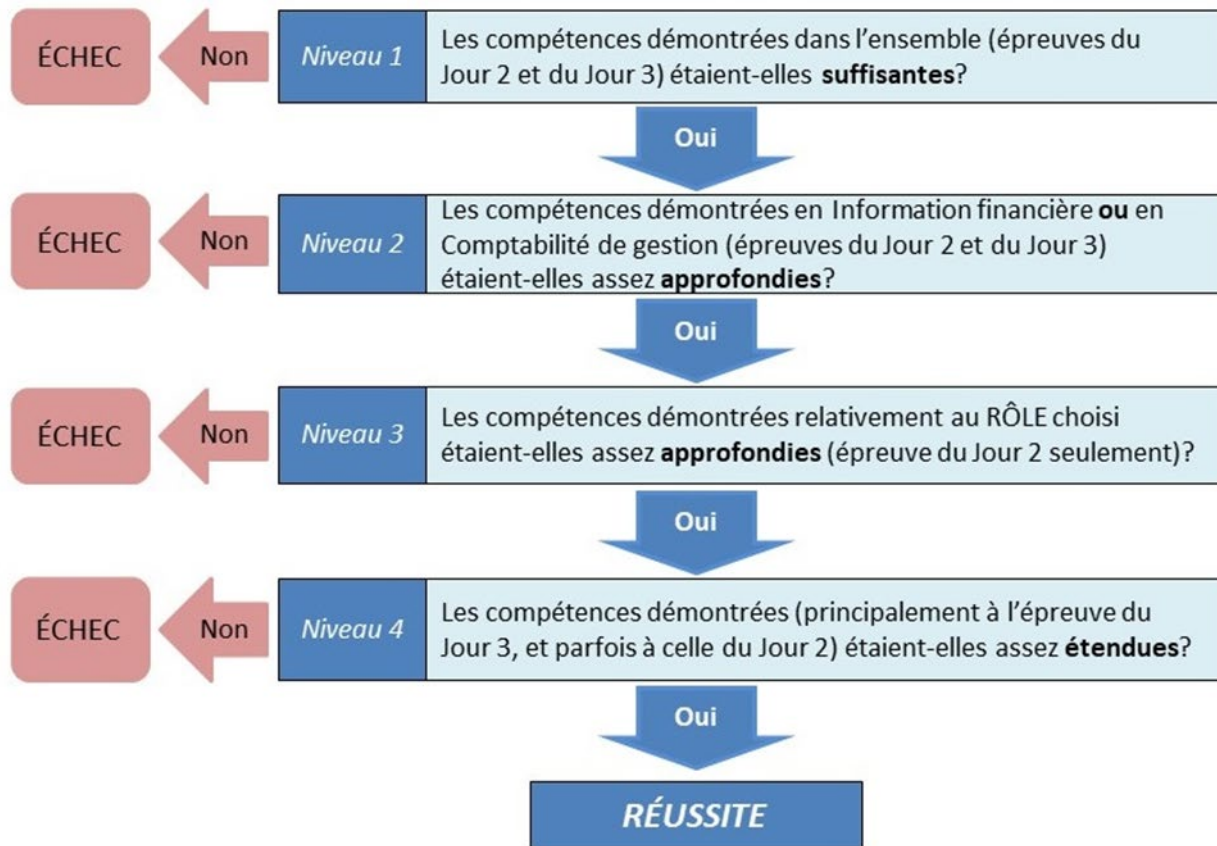 ÉCHEC Non Niveau 1 Les compétences démontrées dans l'ensemble (épreuves du
Jour 2 et du Jour 3) étaient-elles suffisantes?
Oui
ÉCHEC Non Niveau 2 Les compétences démontrées en Information financière ou en
Comptabilité de gestion (épreuves du Jour 2 et du Jour 3)
étaient-elles assez approfondies?
Oui
ÉCHEC Non Niveau 3 Les compétences démontrées relativement au RÔLE choisi
étaient-elles assez approfondies (épreuve du Jour 2 seulement)?
Oui
ÉCHEC Non Niveau 4 Les compétences démontrées (principalement à l'épreuve du
Jour 3, et parfois à celle du Jour 2) étaient-elles assez étendues?
Oui
RÉUSSITE